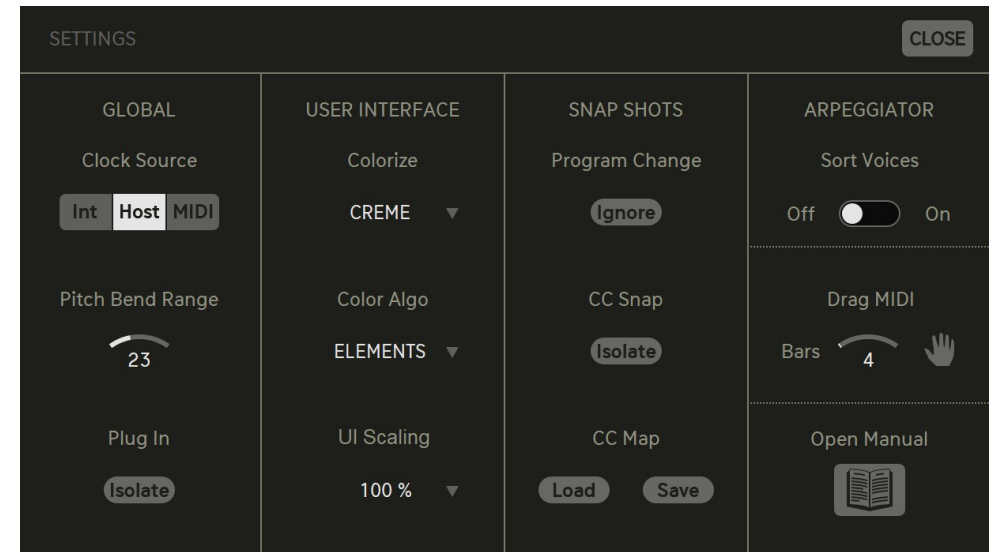 SETTINGS
CLOSE
GLOBAL
Clock Source
Int Host MIDI
Pitch Bend Range
23
Plug In
Isolate
USER INTERFACE
Colorize
CREME
Color Algo
ELEMENTS
UI Scaling
100 %
SNAP SHOTS
Program Change
Ignore
CC Snap
Isolate
CC Map
Load Save
ARPEGGIATOR
Sort Voices
Off On
Drag MIDI
Bars 4
Open Manual